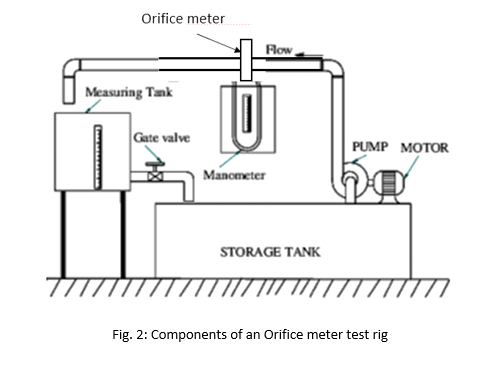 Orifice meter
Flow
Measuring Tank
Gate valve
Manometer
PUMP
MOTOR
STORAGE TANK
Fig. 2: Components of an Orifice meter test rig